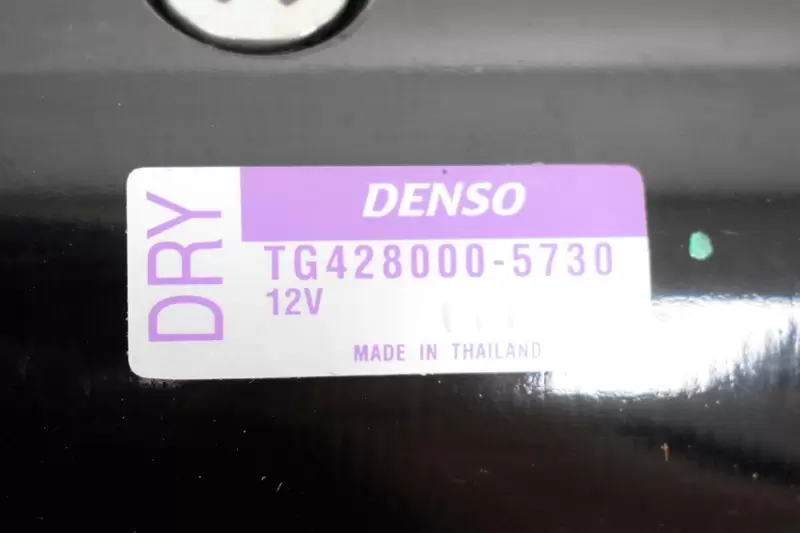 DRY
DENSO
TG428000-5730
12V
MADE IN THAILAND